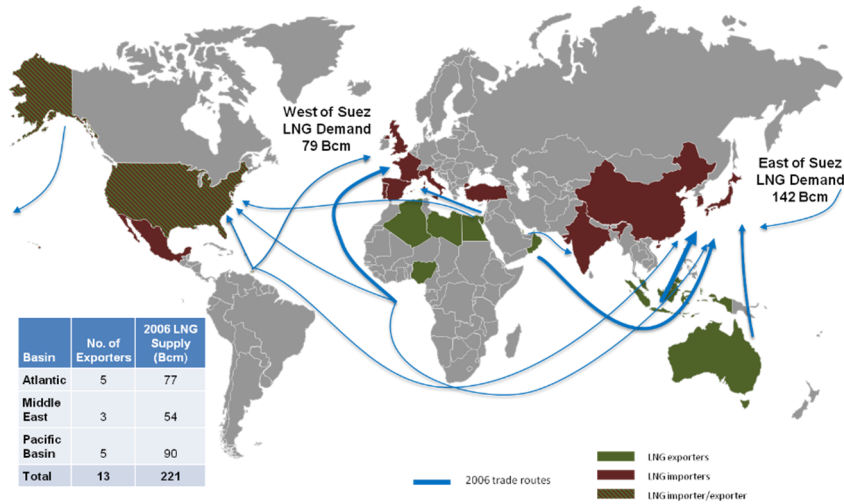 West of Suez
LNG Demand
79 Bcm
East of Suez
LNG Demand
142 Bcm
Basin No. of Exporters 2006 LNG Supply (Bcm)
Atlantic 5 77
Middle East 3 54
Pacific Basin 5 90
Total 13 221
2006 trade routes
LNG exporters
LNG importers
LNG importer/exporter